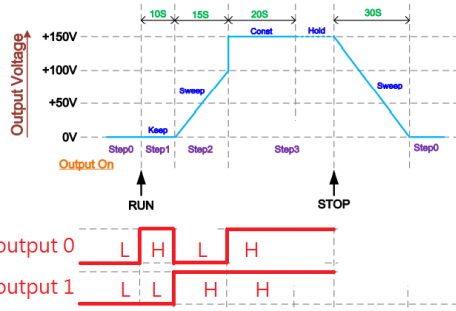 10S 15S 20S 30S
Output Voltage
+150V
Const Hold
+100V
Sweep Sweep
+50V
0V
Keep
Step0 Step1 Step2 Step3 Step0
Output On
RUN STOP
output 0 L H L H
output 1 L L H H